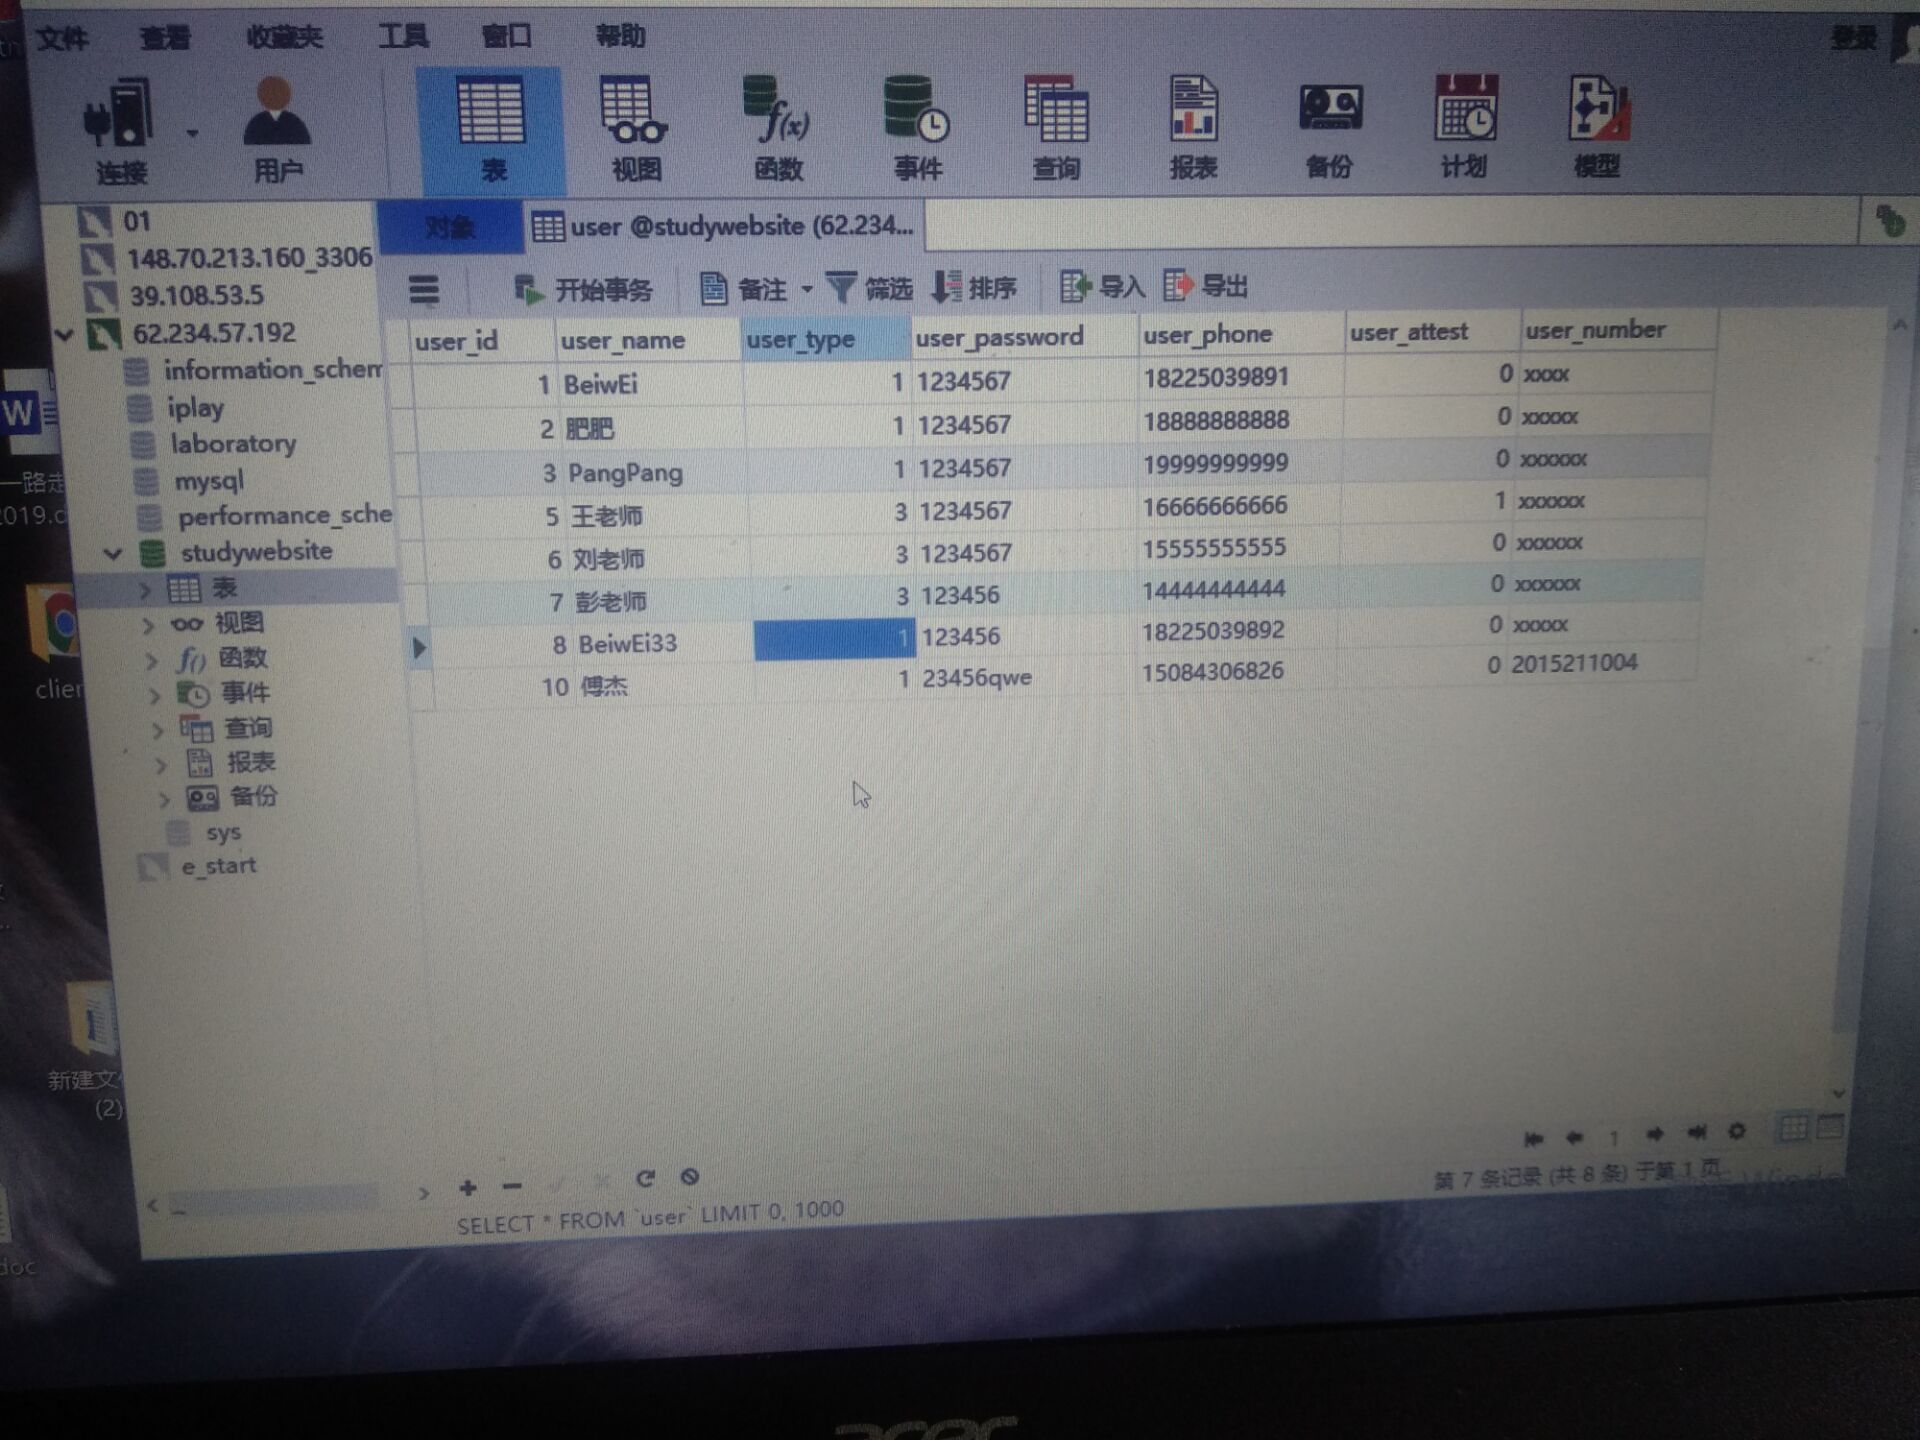 文件 查看 收藏夹 工具 窗口 帮助 登录
连接 用户 表 视图 函数 事件 查询 报表 备份 计划 模型
对象 user @studywebsite (62.234...
开始事务 备注 筛选 排序 导入 导出
01
148.70.213.160_3306
39.108.53.5
62.234.57.192
information_schem
iplay
laboratory
mysql
performance_sche
studywebsite
表
视图
函数
事件
查询
报表
备份
sys
e_start
user_id user_name user_type user_password user_phone user_attest user_number
1 BeiwEi 1 1234567 18225039891 0 xxxx
2 肥肥 1 1234567 18888888888 0 xxxxx
3 PangPang 1 1234567 19999999999 0 xxxxxx
5 王老师 3 1234567 16666666666 1 xxxxxx
6 刘老师 3 1234567 15555555555 0 xxxxxx
7 彭老师 3 123456 14444444444 0 xxxxxx
8 BeiwEi33 1 123456 18225039892 0 xxxxx
10 傅杰 1 23456qwe 15084306826 0 2015211004
W
一路走
2019.d
clien
新建文
(2)
doc
1
第 7 条记录 (共 8 条) 于第 1 页
SELECT * FROM `user` LIMIT 0, 1000
acer